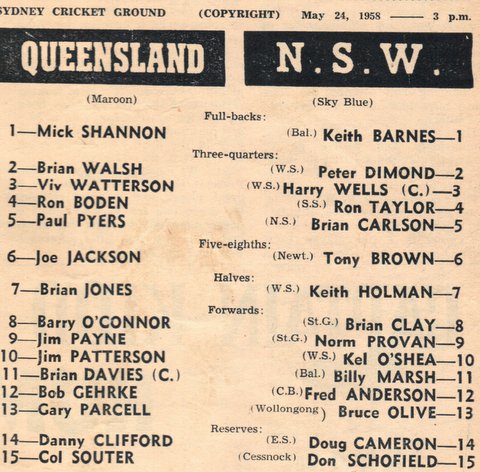 SYDNEY CRICKET GROUND (COPYRIGHT) May 24, 1958 —— 3 p.m.
QUEENSLAND N.S.W.
(Maroon) (Sky Blue)
Full-backs:
1—Mick SHANNON (Bal.) Keith BARNES—1
Three-quarters:
2—Brian WALSH (W.S.) Peter DIMOND—2
3—Viv WATTERSON (W.S.) Harry WELLS (C.)—3
4—Ron BODEN (S.S.) Ron TAYLOR—4
5—Paul PYERS (N.S.) Brian CARLSON—5
Five-eighths:
6—Joe JACKSON (Newt.) Tony BROWN—6
Halves:
7—Brian JONES (W.S.) Keith HOLMAN—7
Forwards:
8—Barry O'CONNOR (St.G.) Brian CLAY—8
9—Jim PAYNE (St.G.) Norm PROVAN—9
10—Jim PATTERSON (W.S.) Kel O'SHEA—10
11—Brian DAVIES (C.) (Bal.) Billy MARSH—11
12—Bob GEHRKE (C.B.) Fred ANDERSON—12
13—Gary PARCELL (Wollongong) Bruce OLIVE—13
Reserves:
14—Danny CLIFFORD (E.S.) Doug CAMERON—14
15—Col SOUTER (Cessnock) Don SCHOFIELD—15